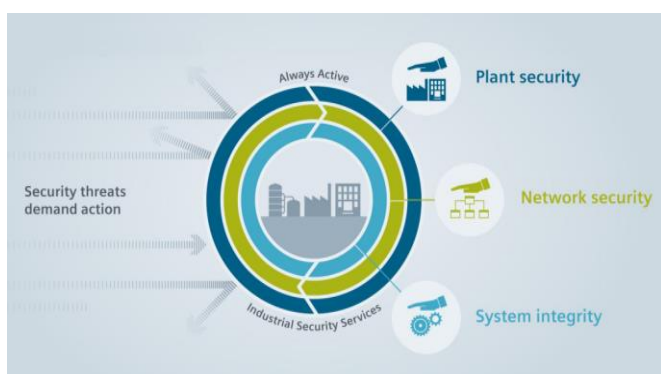 Always Active
Plant security
Security threats
demand action
Network security
System integrity
Industrial Security Services